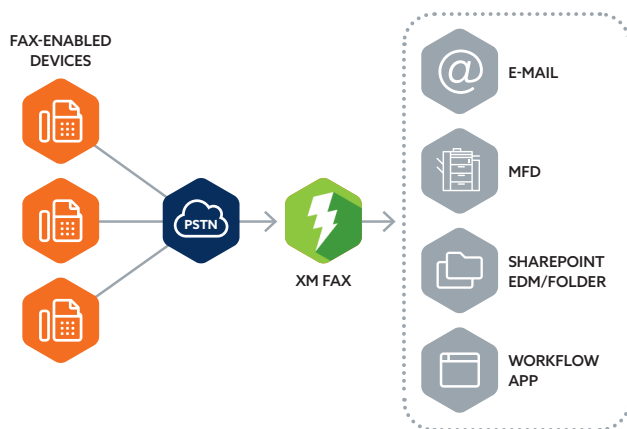 FAX-ENABLED
DEVICES
PSTN
XM FAX
E-MAIL
MFD
SHAREPOINT
EDM/FOLDER
WORKFLOW
APP